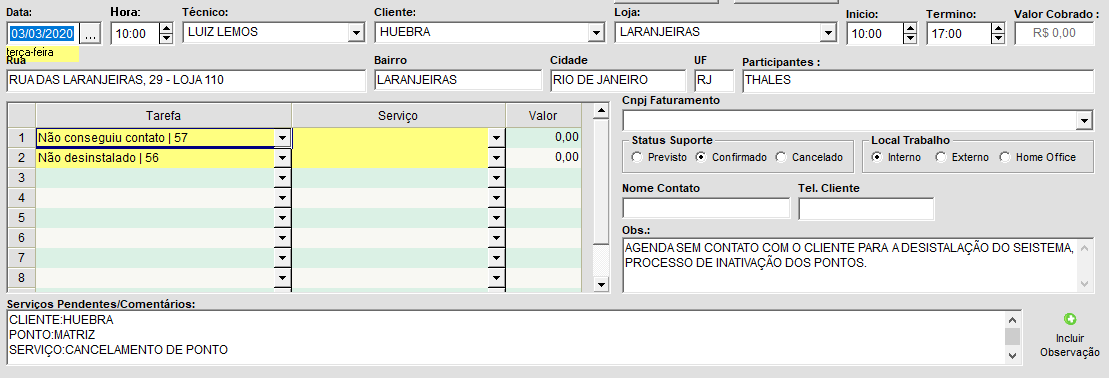 Data: Hora: Técnico: Cliente: Loja: Inicio: Termino: Valor Cobrado :
03/03/2020 ... 10:00 LUIZ LEMOS HUEBRA LARANJEIRAS 10:00 17:00 R$ 0,00
terça-feira
Rua Bairro Cidade UF Participantes :
RUA DAS LARANJEIRAS, 29 - LOJA 110 LARANJEIRAS RIO DE JANEIRO RJ THALES
Tarefa Serviço Valor
1 Não conseguiu contato | 57 0,00
2 Não desinstalado | 56 0,00
3
4
5
6
7
8
Cnpj Faturamento
Status Suporte
Previsto Confirmado Cancelado
Local Trabalho
Interno Externo Home Office
Nome Contato Tel. Cliente
Obs.:
AGENDA SEM CONTATO COM O CLIENTE PARA A DESISTALAÇÃO DO SEISTEMA,
PROCESSO DE INATIVAÇÃO DOS PONTOS.
Serviços Pendentes/Comentários:
CLIENTE:HUEBRA
PONTO:MATRIZ
SERVIÇO:CANCELAMENTO DE PONTO
Incluir
Observação